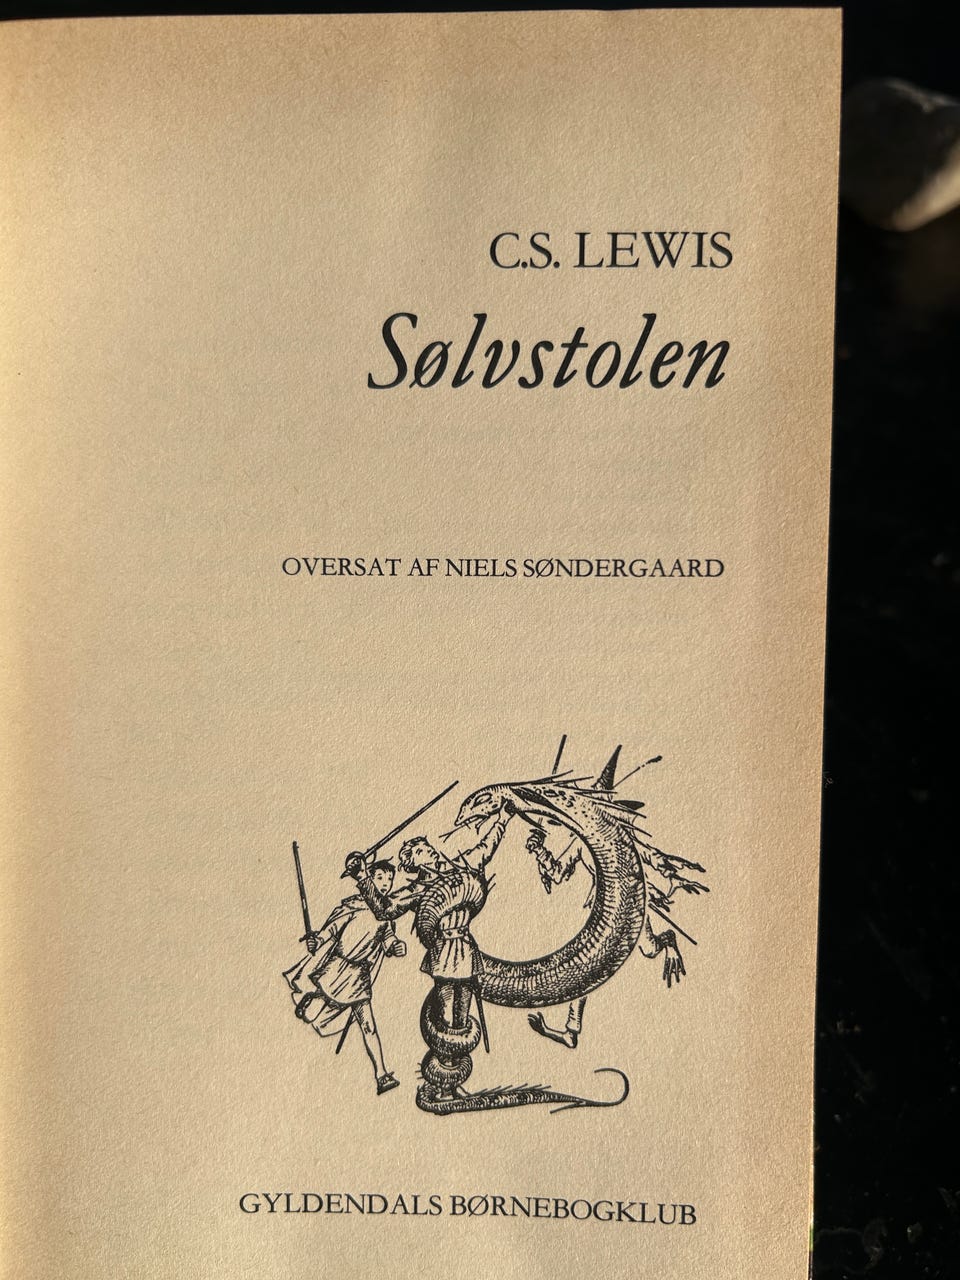 C.S. LEWIS
Sølvstolen
OVERSAT AF NIELS SØNDERGAARD
GYLDENDALS BØRNEBOGKLUB